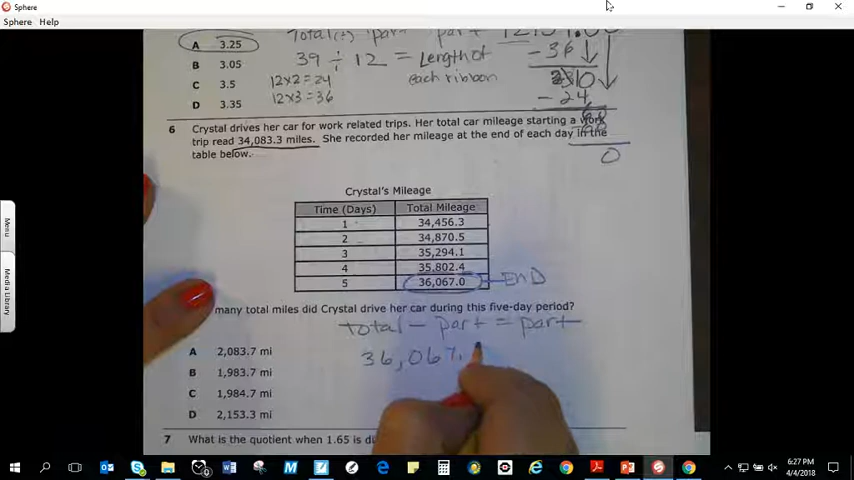 Sphere
Sphere Help
Total(÷) part part
A 3.25
39 ÷ 12 = Length of
each ribbon
B 3.05
C 3.5
D 3.35
12x2=24
12x3=36
- 36
- 24
0
6 Crystal drives her car for work related trips. Her total car mileage starting a work
trip read 34,083.3 miles. She recorded her mileage at the end of each day in the
table below.
Crystal's Mileage
Time (Days) Total Mileage
1 34,456.3
2 34,870.5
3 35,294.1
4 35,802.4
5 36,067.0 END
many total miles did Crystal drive her car during this five-day period?
Total - part = part
36,067.
A 2,083.7 mi
B 1,983.7 mi
C 1,984.7 mi
D 2,153.3 mi
7 What is the quotient when 1.65 is
Menu
Media Library
6:27 PM
4/4/2018